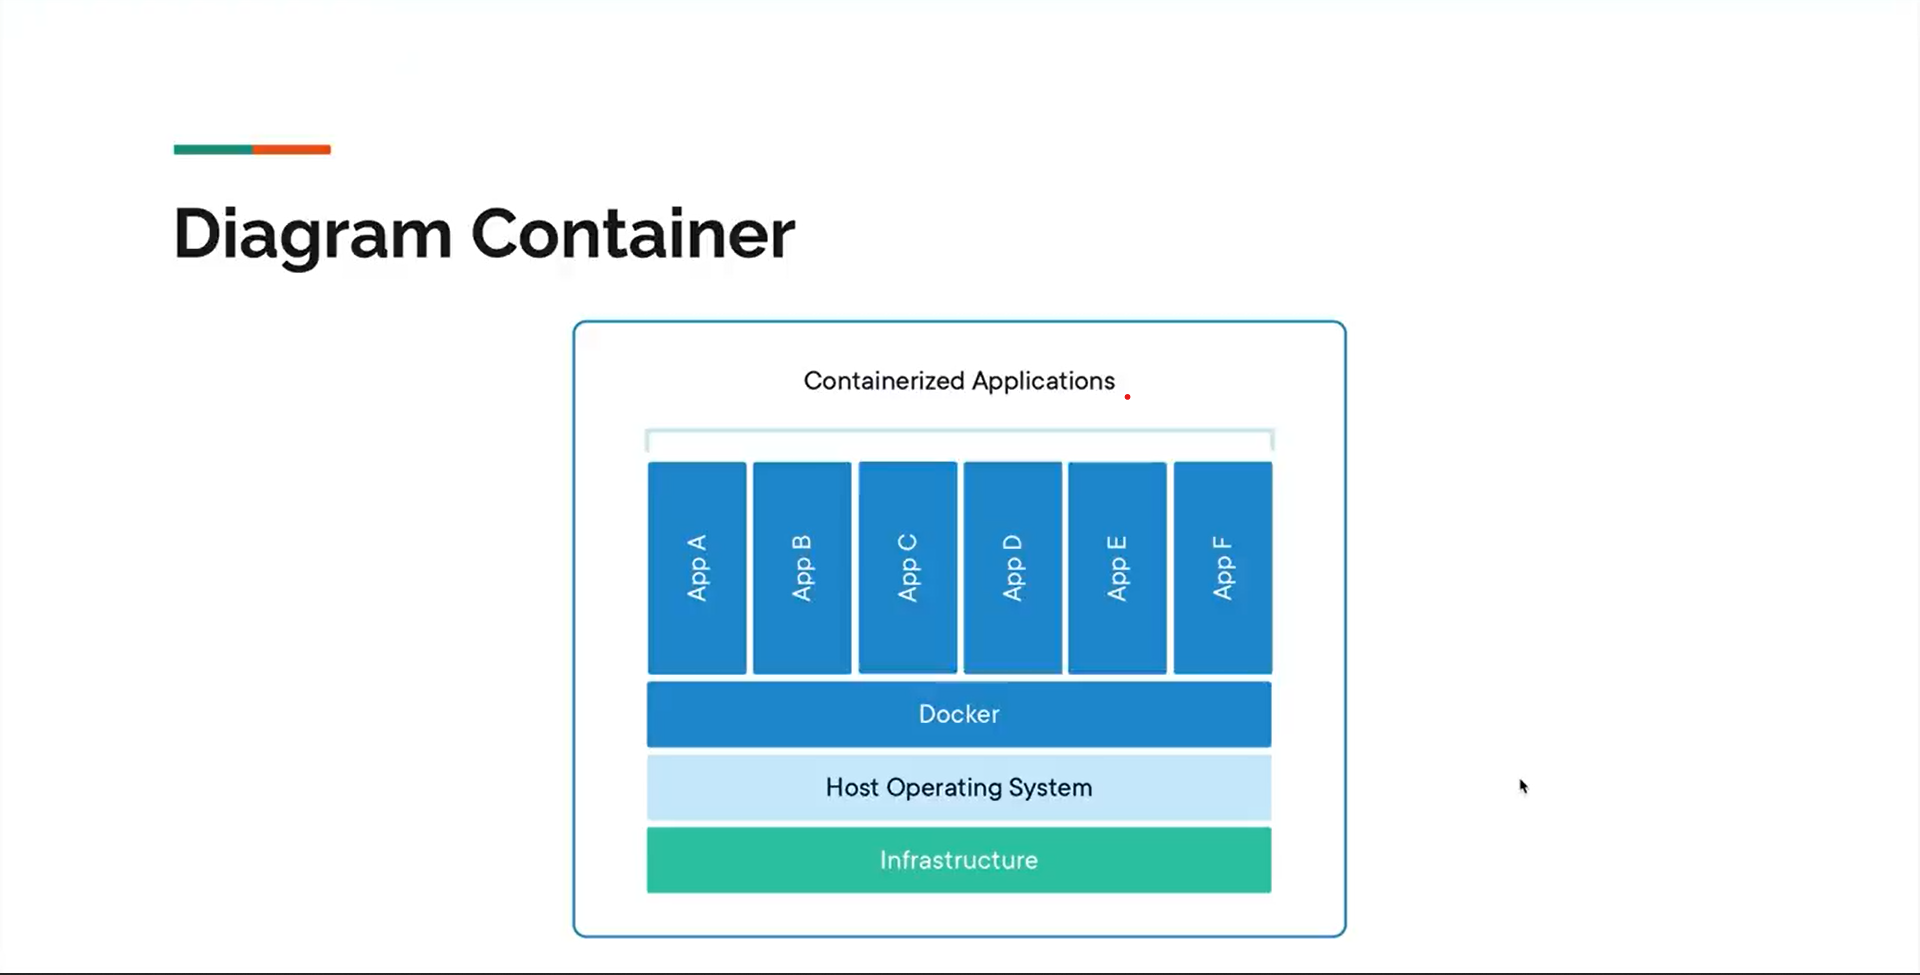 Diagram Container
Containerized Applications
App A
App B
App C
App D
App E
App F
Docker
Host Operating System
Infrastructure